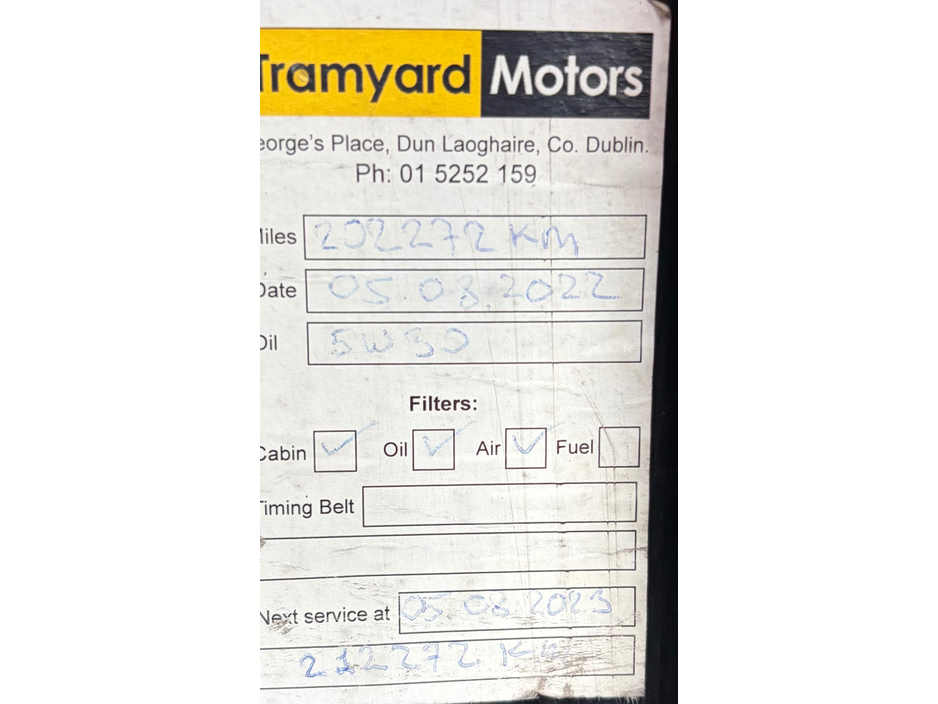 Tramyard Motors
eorge's Place, Dun Laoghaire, Co. Dublin.
Ph: 01 5252 159
Miles 202272 KM
Date 05.08.2022
Oil 5W30
Filters:
Cabin Oil Air Fuel
Timing Belt
Next service at 05 08 2023
212272 KM